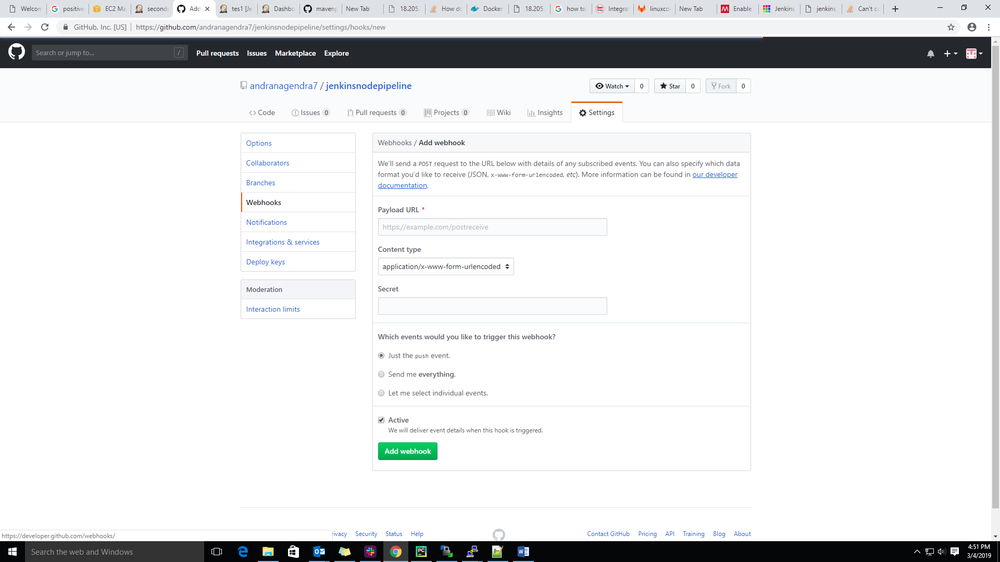 Welcom
positive
EC2 Ma
second
Add
tes1 [Je
Dashbo
mavenp
New Tab
18.205.
How do
Docker
18.205.
how to
Integra
linuxco
New Tab
Enable
Jenkins
jenkins_
Can't co
GitHub, Inc. [US] | https://github.com/andranagendra7/jenkinsnodepipeline/settings/hooks/new
Search or jump to... /
Pull requests Issues Marketplace Explore
andranagendra7 / jenkinsnodepipeline
Watch 0 Star 0 Fork 0
Code Issues 0 Pull requests 0 Projects 0 Wiki Insights Settings
Options
Collaborators
Branches
Webhooks
Notifications
Integrations & services
Deploy keys
Moderation
Interaction limits
Webhooks / Add webhook
We'll send a POST request to the URL below with details of any subscribed events. You can also specify which data
format you'd like to receive (JSON, x-www-form-urlencoded, etc). More information can be found in our developer
documentation.
Payload URL *
https://example.com/postreceive
Content type
application/x-www-form-urlencoded
Secret
Which events would you like to trigger this webhook?
Just the push event.
Send me everything.
Let me select individual events.
Active
We will deliver event details when this hook is triggered.
Add webhook
rivacy Security Status Help
Contact GitHub Pricing API Training Blog About
https://developer.github.com/webhooks/
Search the web and Windows
4:51 PM
3/4/2019